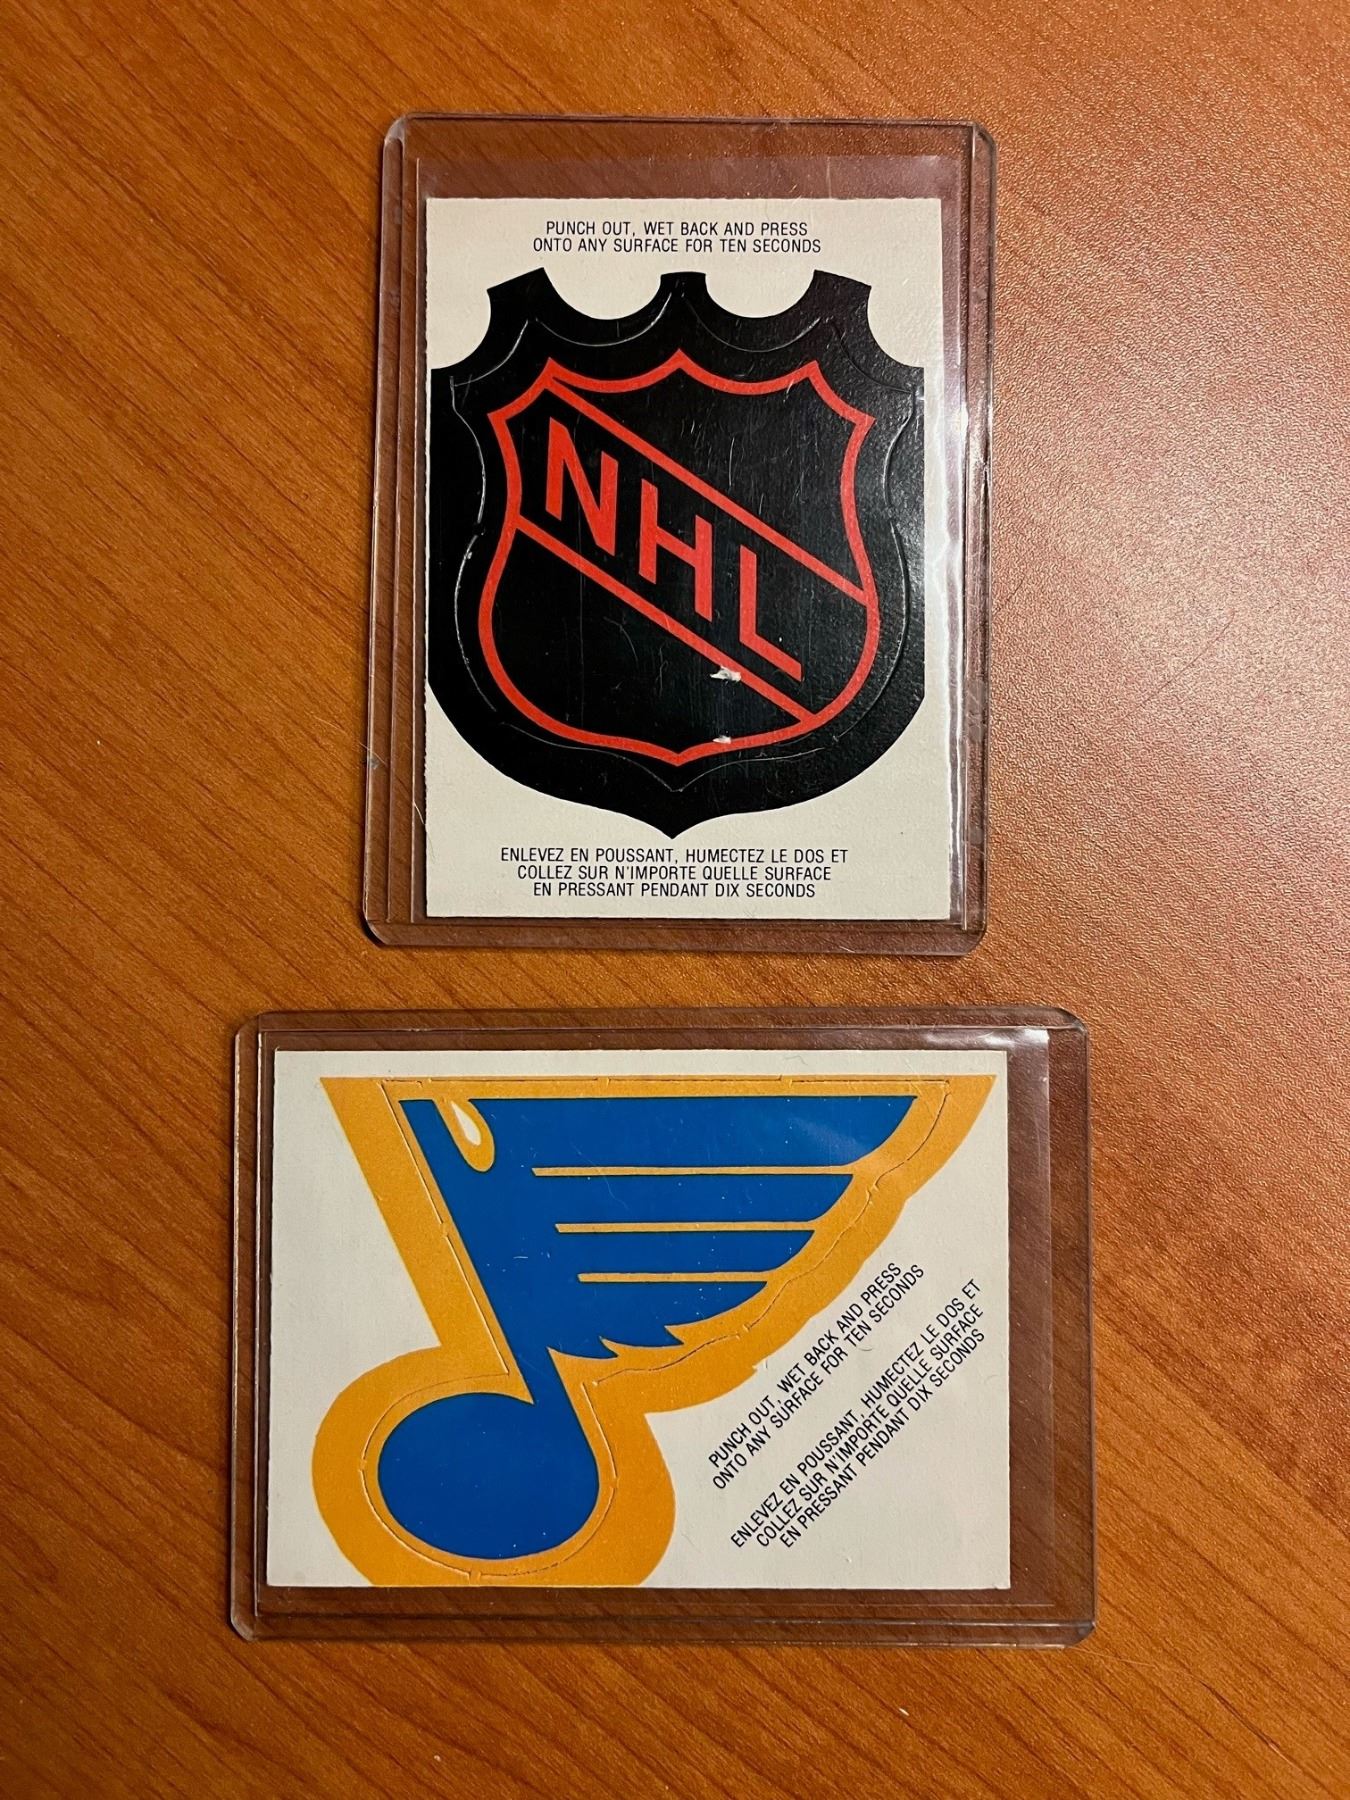 PUNCH OUT, WET BACK AND PRESS
ONTO ANY SURFACE FOR TEN SECONDS
NHL
ENLEVEZ EN POUSSANT, HUMECTEZ LE DOS ET
COLLEZ SUR N'IMPORTE QUELLE SURFACE
EN PRESSANT PENDANT DIX SECONDS
PUNCH OUT, WET BACK AND PRESS
ONTO ANY SURFACE FOR TEN SECONDS
ENLEVEZ EN POUSSANT, HUMECTEZ LE DOS ET
COLLEZ SUR N'IMPORTE QUELLE SURFACE
EN PRESSANT PENDANT DIX SECONDS